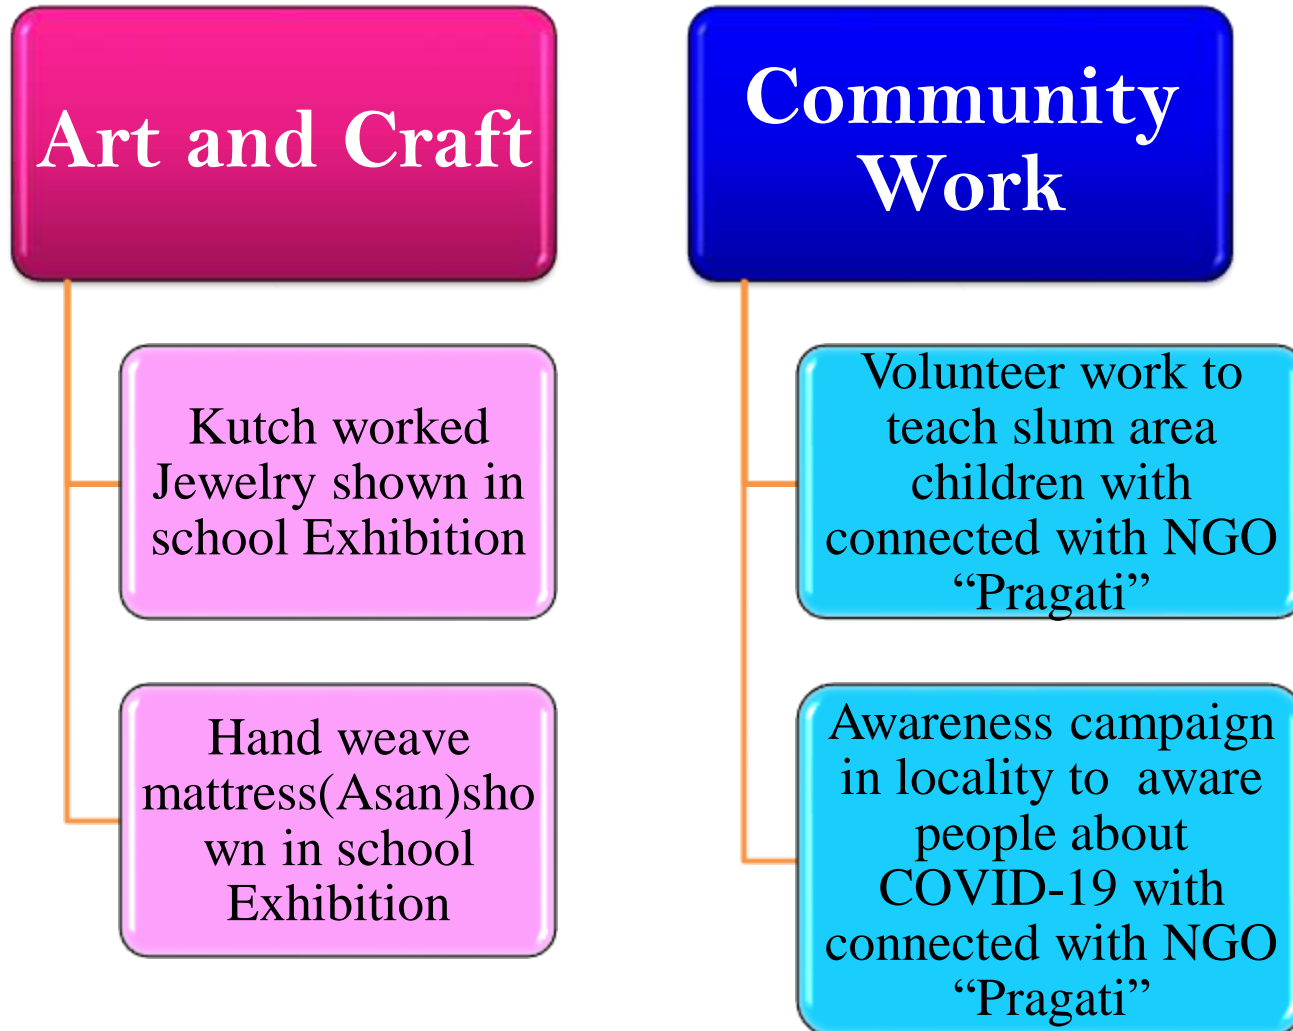 Art and Craft
Kutch worked
Jewelry shown in
school Exhibition
Hand weave
mattress(Asan)sho
wn in school
Exhibition
Community
Work
Volunteer work to
teach slum area
children with
connected with NGO
“Pragati”
Awareness campaign
in locality to  aware
people about
COVID-19 with
connected with NGO
“Pragati”